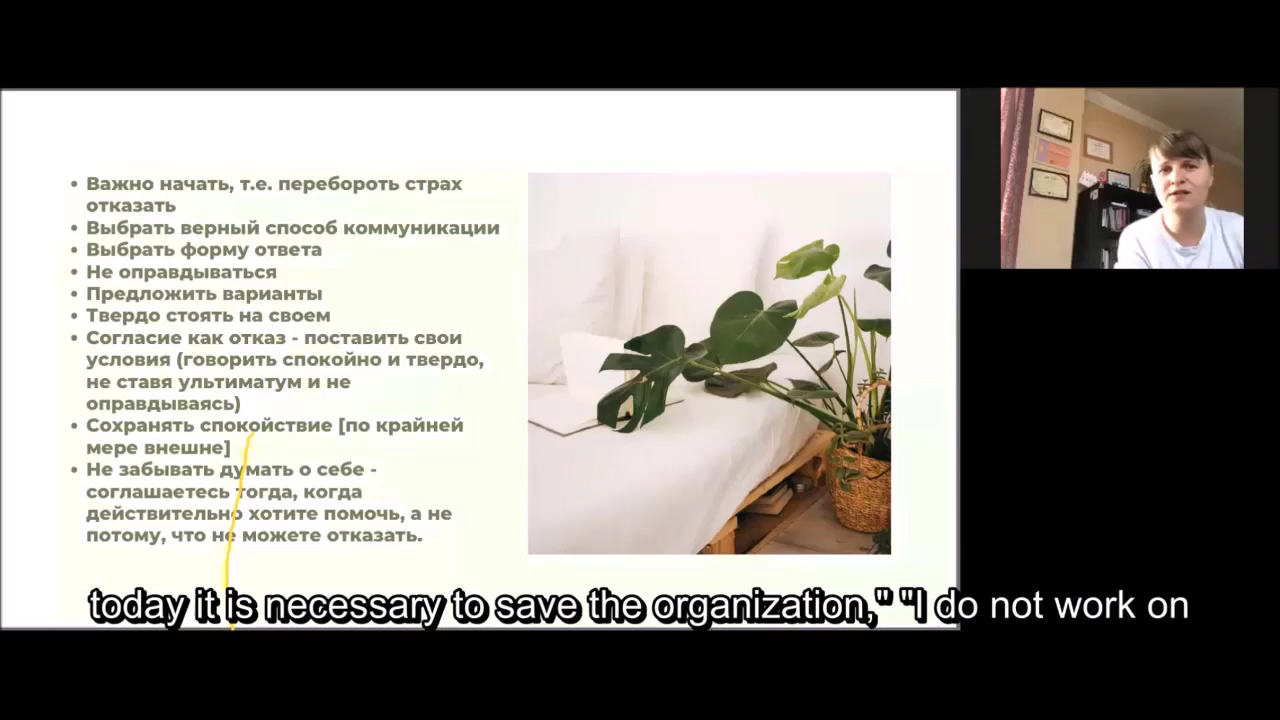 • Важно начать, т.е. перебороть страх
отказать
• Выбрать верный способ коммуникации
• Выбрать форму ответа
• Не оправдываться
• Предложить варианты
• Твердо стоять на своем
• Согласие как отказ - поставить свои
условия (говорить спокойно и твердо,
не ставя ультиматум и не
оправдываясь)
• Сохранять спокойствие [по крайней
мере внешне]
• Не забывать думать о себе -
соглашаетесь тогда, когда
действительно хотите помочь, а не
потому, что не можете отказать.
today it is necessary to save the organization," "I do not work on